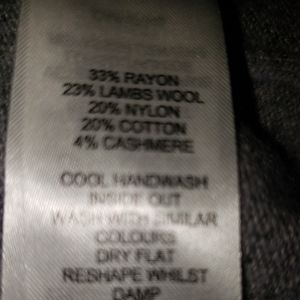 33% RAYON
23% LAMBS WOOL
20% NYLON
20% COTTON
4% CASHMERE
COOL HANDWASH
INSIDE OUT
WASH WITH SIMILAR
COLOURS
DRY FLAT
RESHAPE WHILST
DAMP